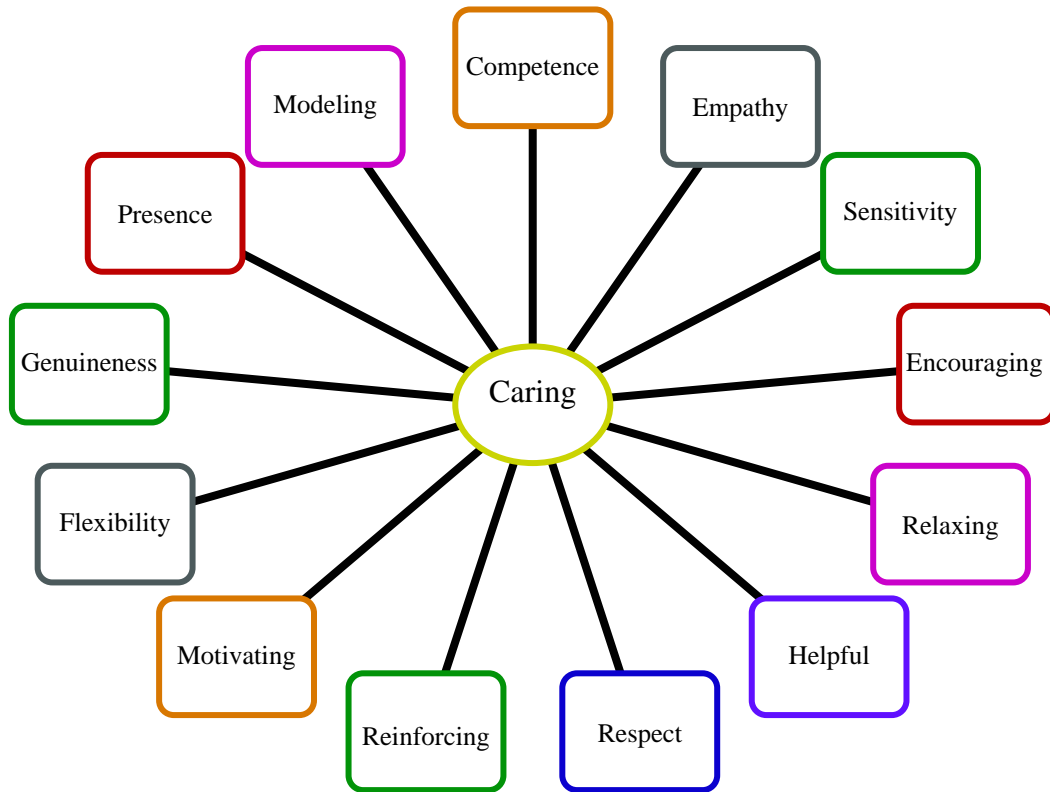 Competence
Modeling
Empathy
Presence
Sensitivity
Genuineness
Encouraging
Caring
Flexibility
Relaxing
Motivating
Helpful
Reinforcing
Respect